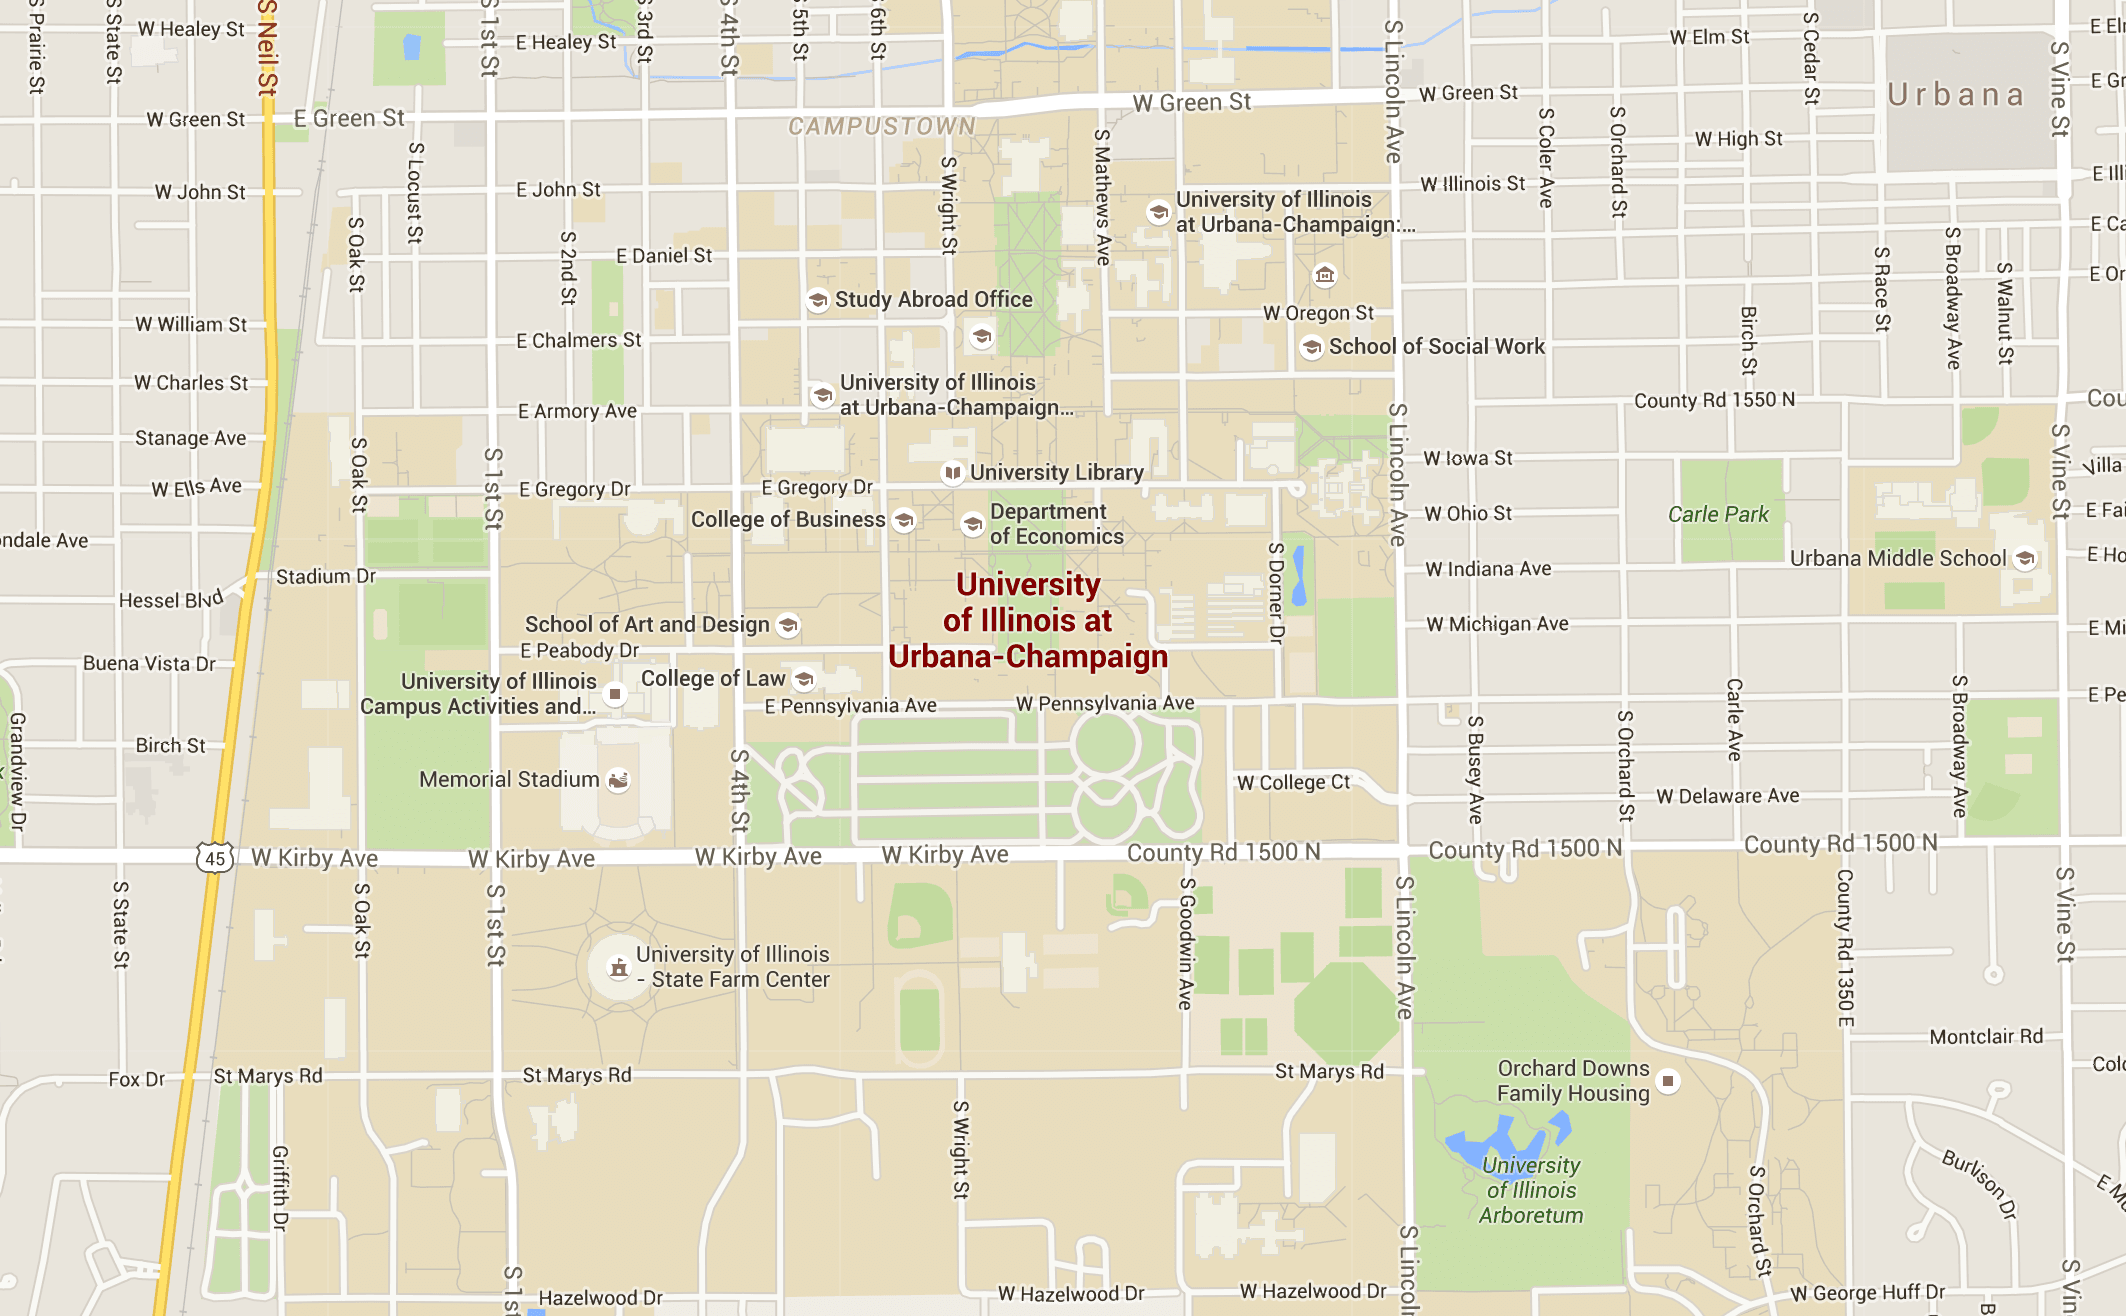 S Prairie St
S State St
W Healey St
S Neil St
S 1st St
E Healey St
S 3rd St
S 4th St
S 5th St
S 6th St
S Lincoln Ave
W Elm St
S Cedar St
S Vine St
Urbana
W Green St
E Green St
CAMPUSTOWN
W Green St
W Green St
S Coler Ave
S Orchard St
W High St
S Locust St
S Wright St
S Mathews Ave
W John St
E John St
W Illinois St
University of Illinois
at Urbana-Champaign:...
S Oak St
S 2nd St
E Daniel St
S Race St
S Broadway Ave
S Walnut St
Study Abroad Office
W Oregon St
Birch St
W William St
E Chalmers St
School of Social Work
W Charles St
University of Illinois
at Urbana-Champaign...
E Armory Ave
County Rd 1550 N
Stanage Ave
S Oak St
S 1st St
S Lincoln Ave
S Vine St
W Iowa St
University Library
W Ells Ave
E Gregory Dr
E Gregory Dr
College of Business
Department
of Economics
W Ohio St
Carle Park
Urbana Middle School
S Dorner Dr
W Indiana Ave
Stadium Dr
Hessel Blvd
University
of Illinois at
Urbana-Champaign
School of Art and Design
E Peabody Dr
W Michigan Ave
Buena Vista Dr
University of Illinois
Campus Activities and...
College of Law
E Pennsylvania Ave
W Pennsylvania Ave
Grandview Dr
Birch St
S Busey Ave
S Orchard St
Carle Ave
S Broadway Ave
Memorial Stadium
S 4th St
W College Ct
W Delaware Ave
45
W Kirby Ave
W Kirby Ave
W Kirby Ave
W Kirby Ave
County Rd 1500 N
County Rd 1500 N
County Rd 1500 N
S State St
S Oak St
S 1st St
S Goodwin Ave
S Lincoln Ave
County Rd 1350 E
S Vine St
University of Illinois
- State Farm Center
Montclair Rd
Fox Dr
St Marys Rd
St Marys Rd
St Marys Rd
Orchard Downs
Family Housing
S Wright St
Griffith Dr
University
of Illinois
Arboretum
S Orchard St
Burlison Dr
Hazelwood Dr
W Hazelwood Dr
W Hazelwood Dr
W George Huff Dr